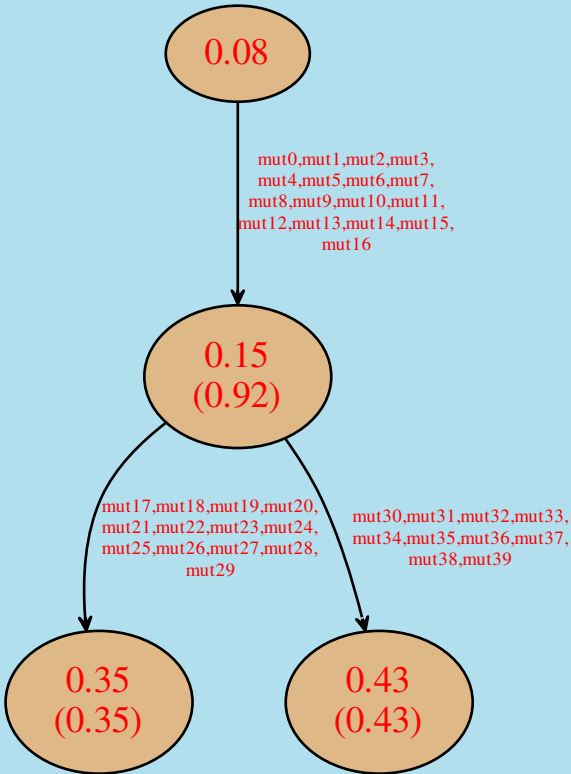 0.08
mut0,mut1,mut2,mut3,
mut4,mut5,mut6,mut7,
mut8,mut9,mut10,mut11,
mut12,mut13,mut14,mut15,
mut16
0.15
(0.92)
mut17,mut18,mut19,mut20,
mut21,mut22,mut23,mut24,
mut25,mut26,mut27,mut28,
mut29
mut30,mut31,mut32,mut33,
mut34,mut35,mut36,mut37,
mut38,mut39
0.35
(0.35)
0.43
(0.43)